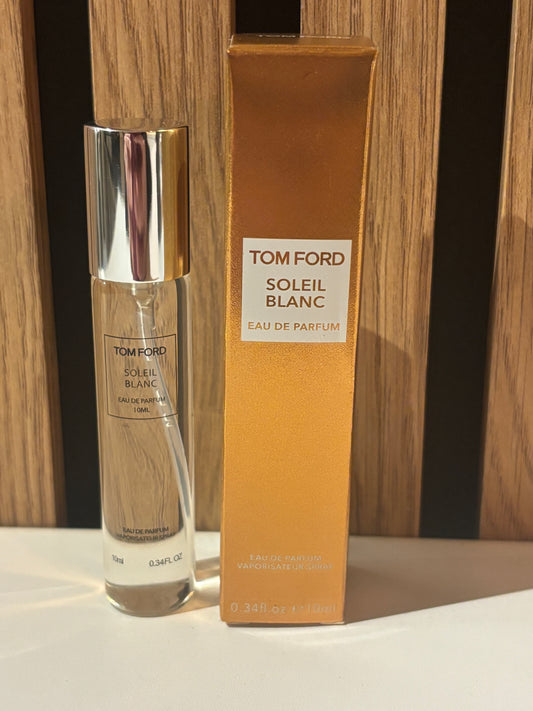 TOM FORD
SOLEIL
BLANC
EAU DE PARFUM
10ML
EAU DE PARFUM
VAPORISATEUR SPRAY
10ml 0.34FL OZ
TOM FORD
SOLEIL
BLANC
EAU DE PARFUM
EAU DE PARFUM
VAPORISATEUR SPRAY
0.34fl.oz e 10ml